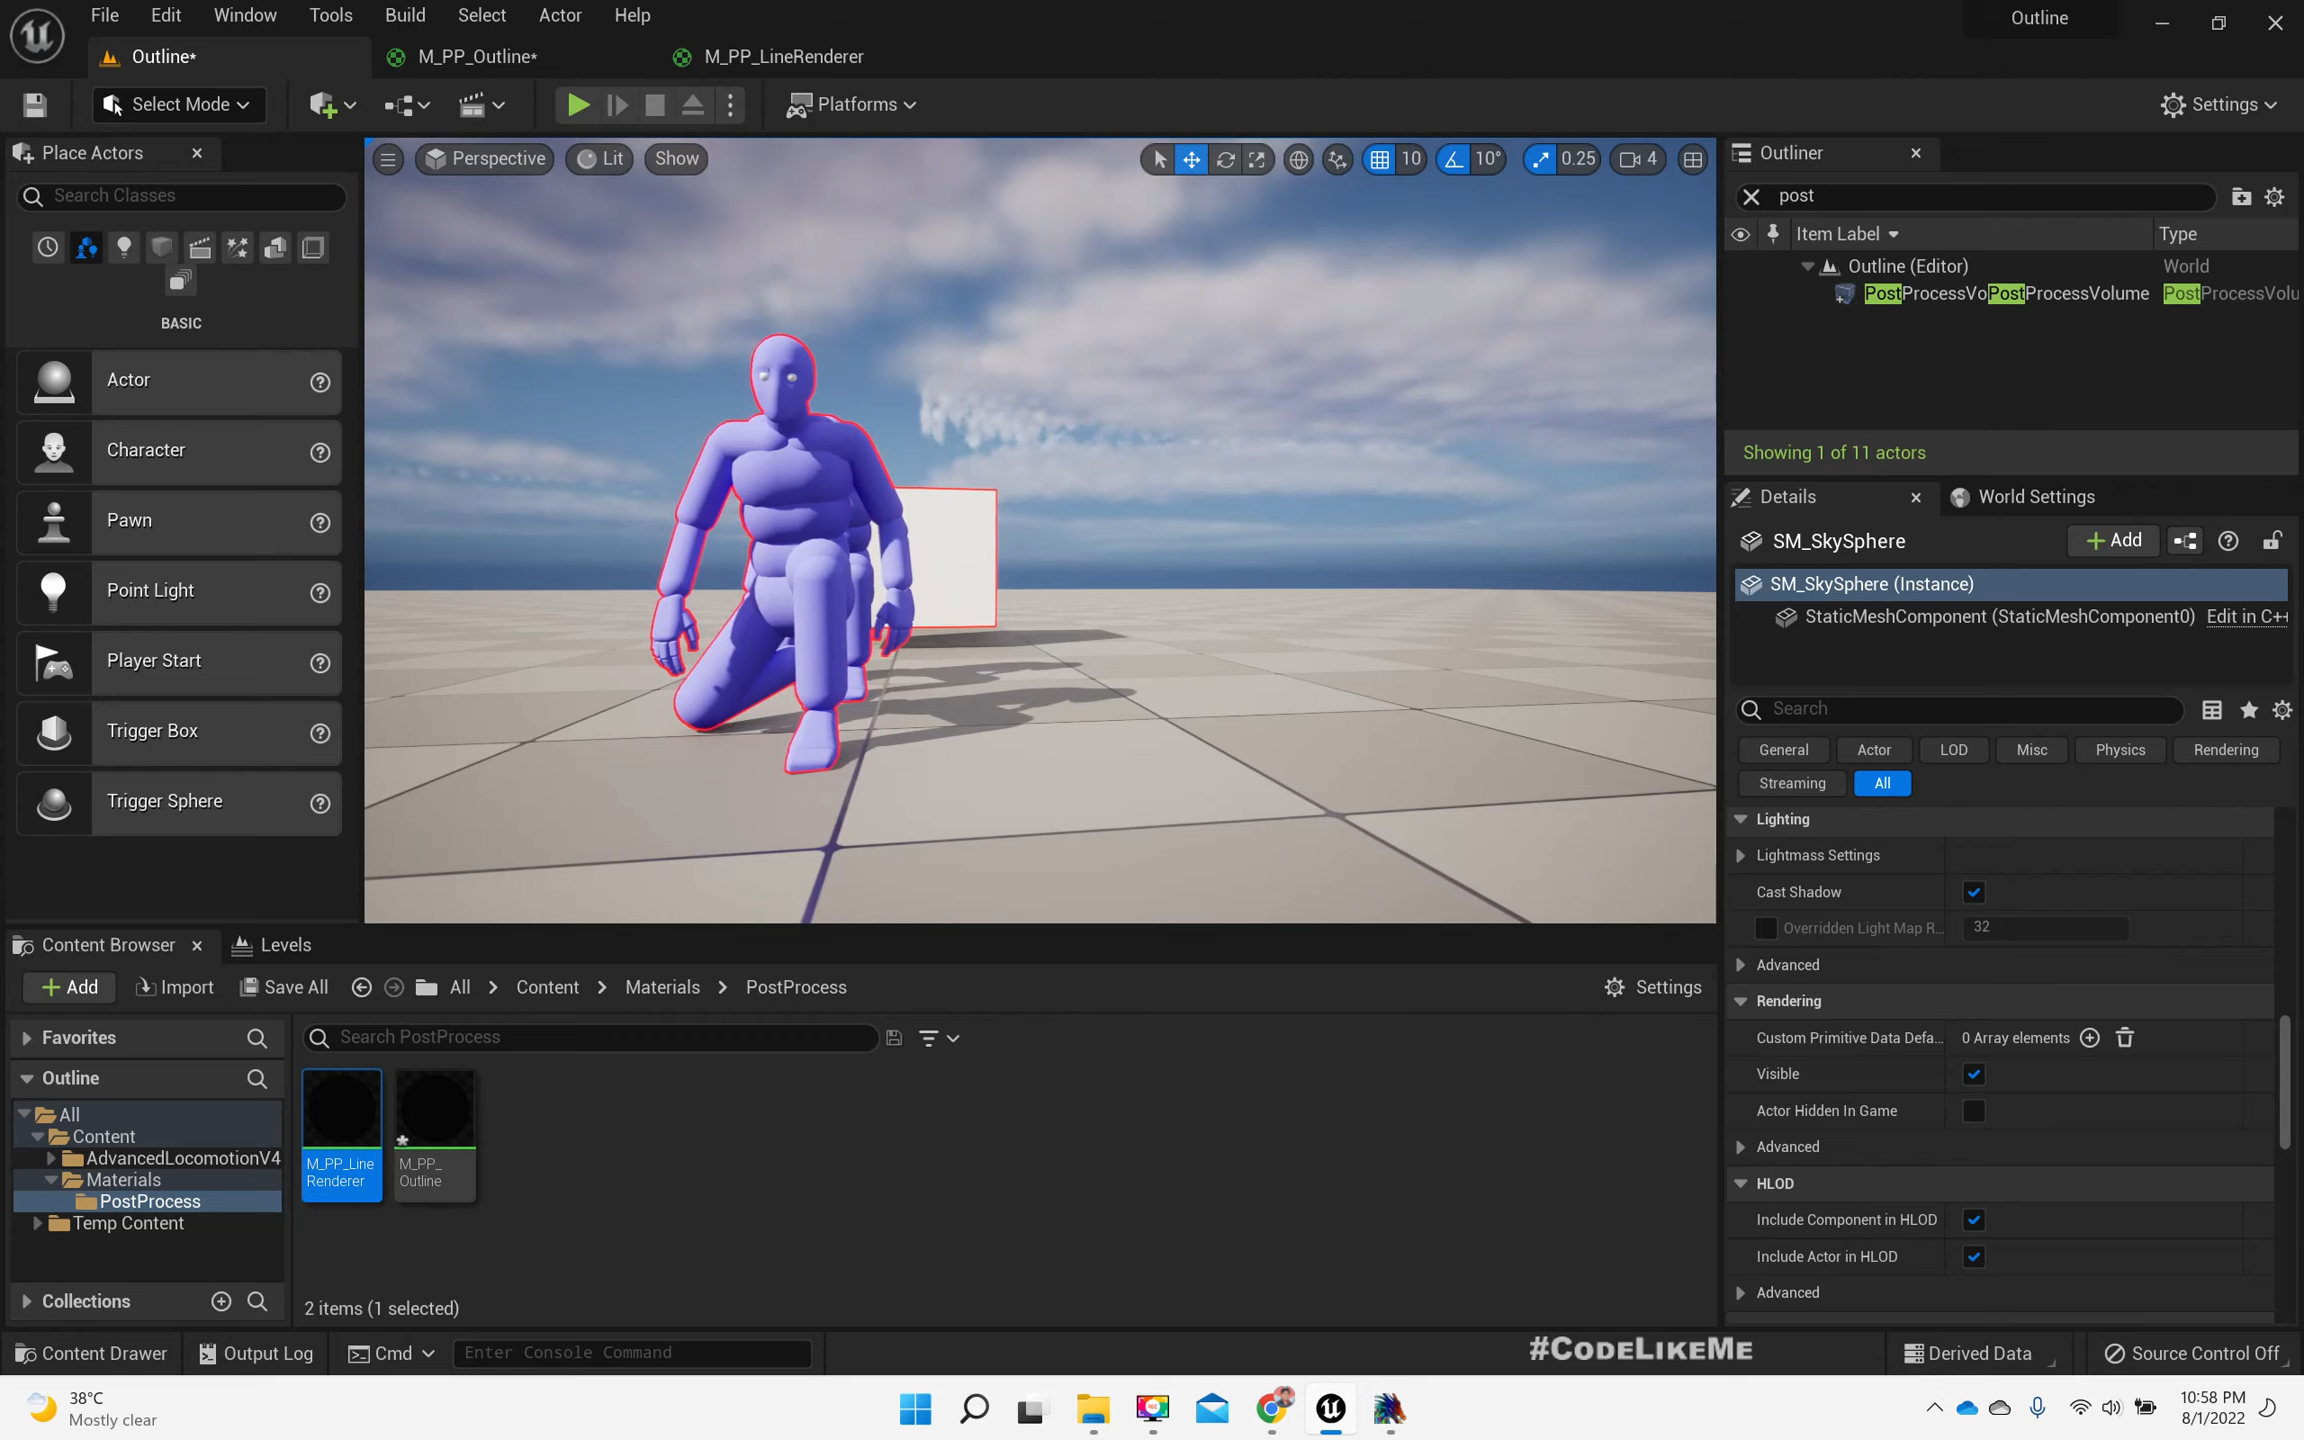 File Edit Window Tools Build Select Actor Help
Outline
Outline*
M_PP_Outline*
M_PP_LineRenderer
Select Mode
Platforms
Settings
Place Actors
Search Classes
BASIC
Actor
Character
Pawn
Point Light
Player Start
Trigger Box
Trigger Sphere
Perspective
Lit
Show
10
10°
0.25
4
Outliner
post
Item Label
Type
Outline (Editor)
World
PostProcessVoPostProcessVolume
PostProcessVolu
Showing 1 of 11 actors
Details
World Settings
SM_SkySphere
Add
SM_SkySphere (Instance)
StaticMeshComponent (StaticMeshComponent0)
Edit in C++
Search
General
Actor
LOD
Misc
Physics
Rendering
Streaming
All
Lighting
Lightmass Settings
Cast Shadow
Overridden Light Map R...
32
Advanced
Rendering
Custom Primitive Data Defa...
0 Array elements
Visible
Actor Hidden In Game
Advanced
HLOD
Include Component in HLOD
Include Actor in HLOD
Advanced
Content Browser
Levels
Add
Import
Save All
All
Content
Materials
PostProcess
Settings
Favorites
Search PostProcess
Outline
All
Content
AdvancedLocomotionV4
Materials
PostProcess
Temp Content
Collections
M_PP_Line
Renderer
M_PP_
Outline
2 items (1 selected)
Content Drawer
Output Log
Cmd
Enter Console Command
#CodeLikeMe
Derived Data
Source Control Off
38°C
Mostly clear
10:58 PM
8/1/2022